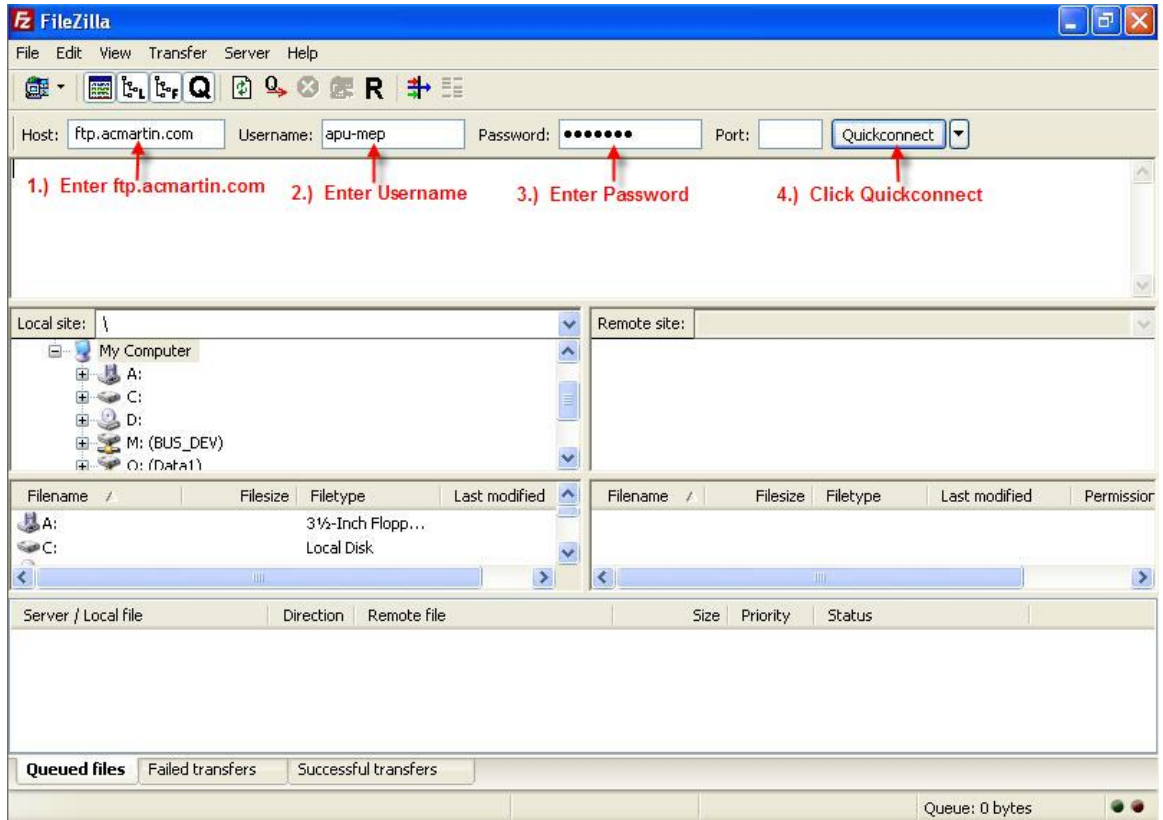 FileZilla
File Edit View Transfer Server Help
Host: ftp.acmartin.com Username: apu-mep Password: ●●●●●●● Port: Quickconnect
1.) Enter ftp.acmartin.com 2.) Enter Username 3.) Enter Password 4.) Click Quickconnect
Local site: \ Remote site:
My Computer
A:
C:
D:
M: (BUS_DEV)
O: (Data1)
Filename Filesize Filetype Last modified Filename Filesize Filetype Last modified Permission
A: 3½-Inch Flopp...
C: Local Disk
Server / Local file Direction Remote file Size Priority Status
Queued files Failed transfers Successful transfers
Queue: 0 bytes